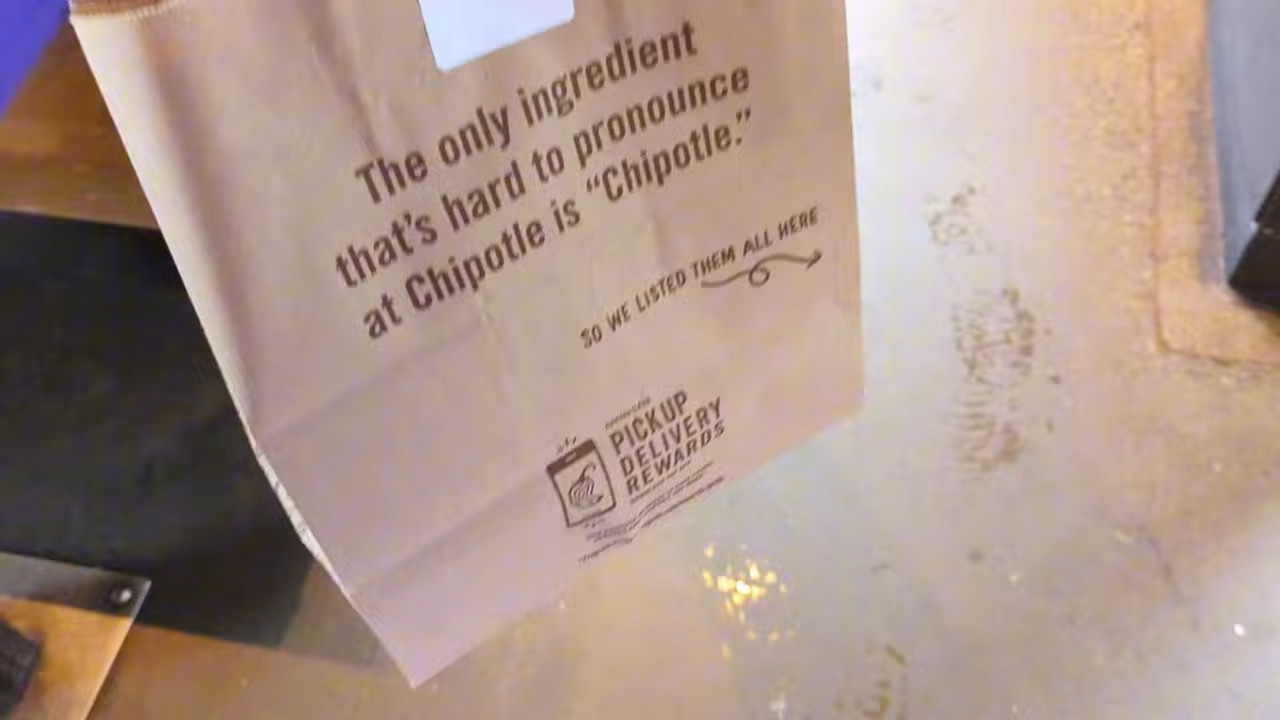 The only ingredient
that's hard to pronounce
at Chipotle is “Chipotle.”
SO WE LISTED THEM ALL HERE
PICKUP
DELIVERY
REWARDS